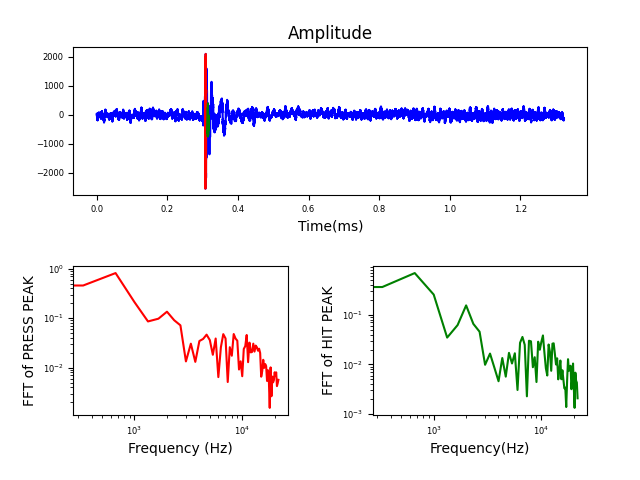 Amplitude
2000
1000
0
−1000
−2000
0.0 0.2 0.4 0.6 0.8 1.0 1.2
Time(ms)
FFT of PRESS PEAK
10⁰
10⁻¹
10⁻²
10³ 10⁴
Frequency (Hz)
FFT of HIT PEAK
10⁻¹
10⁻²
10⁻³
10³ 10⁴
Frequency(Hz)